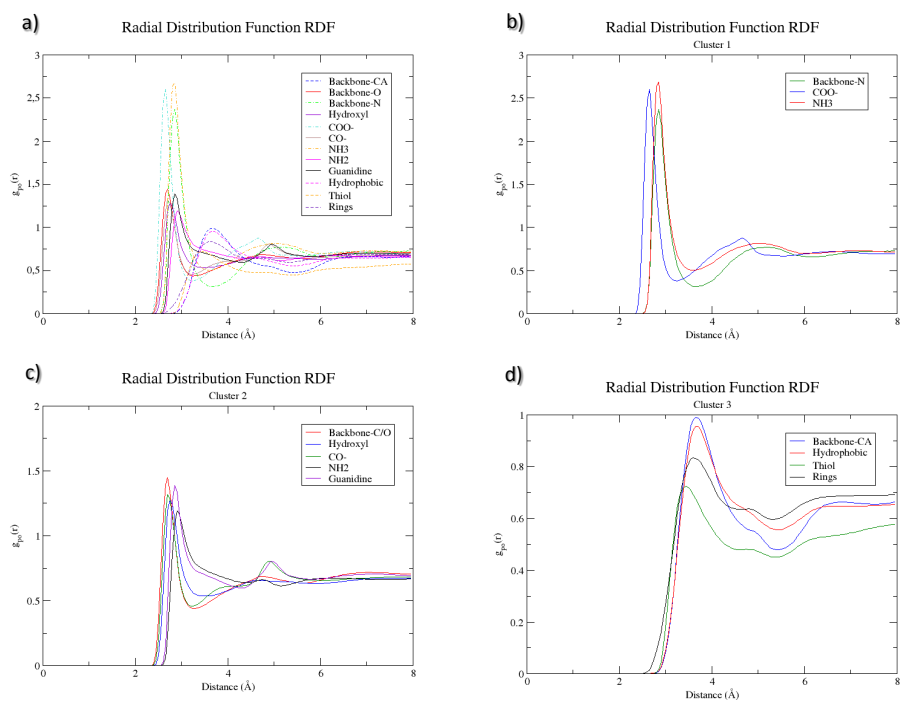 a)
Radial Distribution Function RDF
3
2,5
2
1,5
1
0,5
0
g_po(r)
Backbone-CA
Backbone-O
Backbone-N
Hydroxyl
COO-
CO-
NH3
NH2
Guanidine
Hydrophobic
Thiol
Rings
0 2 4 6 8
Distance (Å)
b)
Radial Distribution Function RDF
Cluster 1
3
2,5
2
1,5
1
0,5
0
g_po(r)
Backbone-N
COO-
NH3
0 2 4 6 8
Distance (Å)
c)
Radial Distribution Function RDF
Cluster 2
2
1,5
1
0,5
0
g_po(r)
Backbone-C/O
Hydroxyl
CO-
NH2
Guanidine
0 2 4 6 8
Distance (Å)
d)
Radial Distribution Function RDF
Cluster 3
1
0,8
0,6
0,4
0,2
0
g_po(r)
Backbone-CA
Hydrophobic
Thiol
Rings
0 2 4 6 8
Distance (Å)